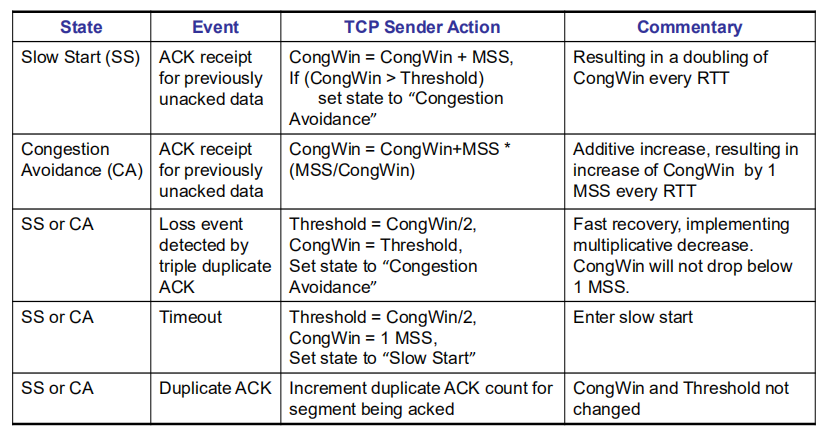 State
Event
TCP Sender Action
Commentary
Slow Start (SS)
ACK receipt
for previously
unacked data
CongWin = CongWin + MSS,
If (CongWin > Threshold)
set state to “Congestion
Avoidance”
Resulting in a doubling of
CongWin every RTT
Congestion
Avoidance (CA)
ACK receipt
for previously
unacked data
CongWin = CongWin+MSS *
(MSS/CongWin)
Additive increase, resulting in
increase of CongWin by 1
MSS every RTT
SS or CA
Loss event
detected by
triple duplicate
ACK
Threshold = CongWin/2,
CongWin = Threshold,
Set state to “Congestion
Avoidance”
Fast recovery, implementing
multiplicative decrease.
CongWin will not drop below
1 MSS.
SS or CA
Timeout
Threshold = CongWin/2,
CongWin = 1 MSS,
Set state to “Slow Start”
Enter slow start
SS or CA
Duplicate ACK
Increment duplicate ACK count for
segment being acked
CongWin and Threshold not
changed